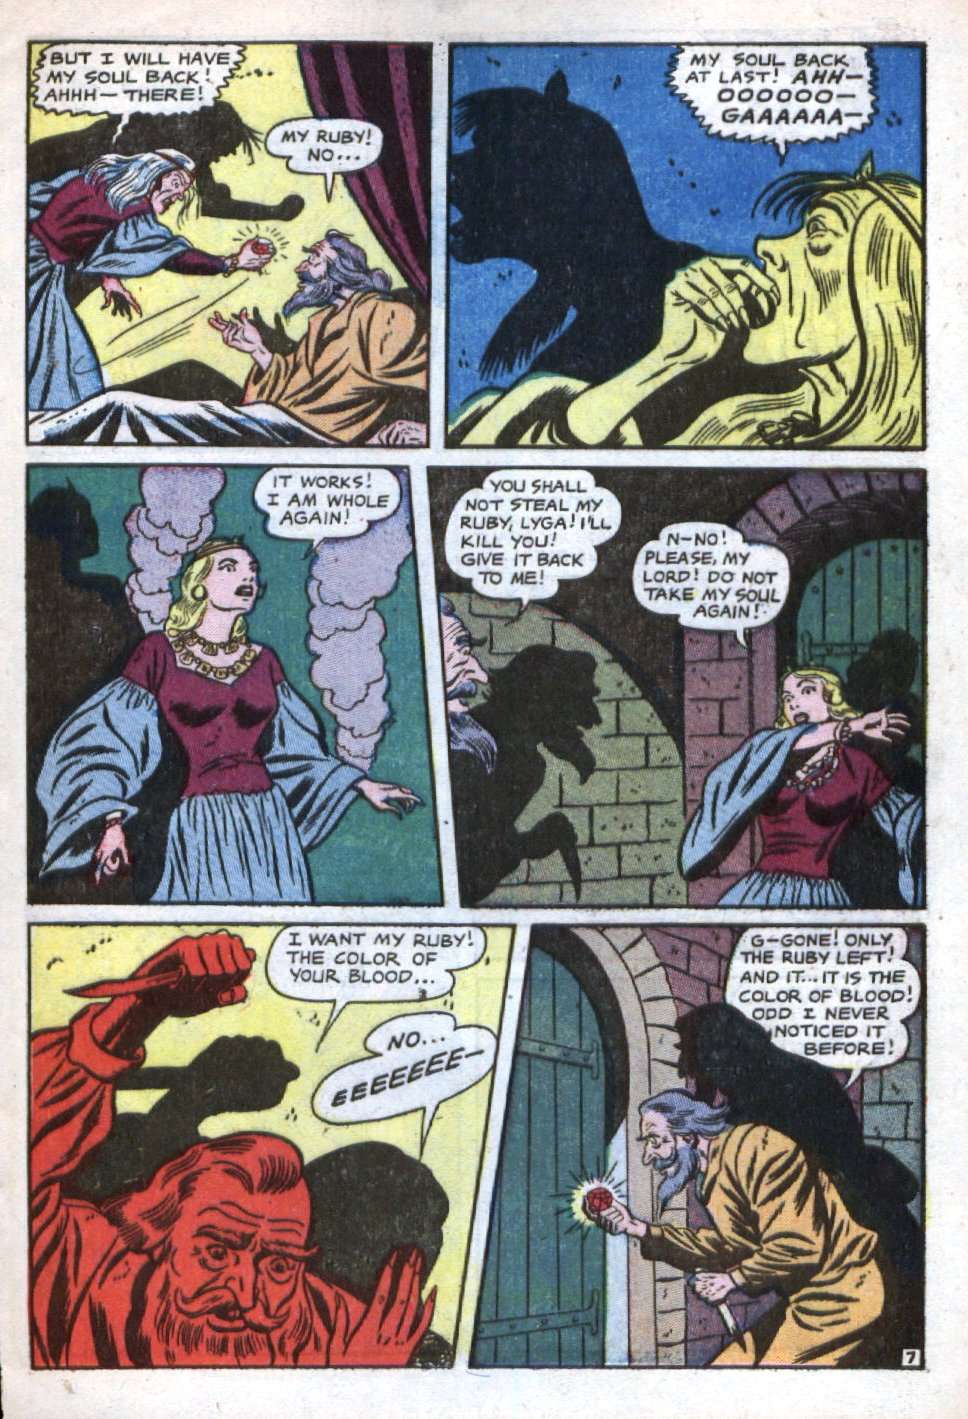 BUT I WILL HAVE
MY SOUL BACK!
AHHH— THERE!
MY RUBY!
NO...
MY SOUL BACK
AT LAST! AHH—
OOOOOO—
GAAAAAA—
IT WORKS!
I AM WHOLE
AGAIN!
YOU SHALL
NOT STEAL MY
RUBY, LYGA! I'LL
KILL YOU!
GIVE IT BACK
TO ME!
N-NO!
PLEASE, MY
LORD! DO NOT
TAKE MY SOUL
AGAIN!
I WANT MY RUBY!
THE COLOR OF
YOUR BLOOD...
NO...
EEEEEEE—
G-GONE! ONLY
THE RUBY LEFT!
AND IT... IT IS THE
COLOR OF BLOOD!
ODD I NEVER
NOTICED IT
BEFORE!
7